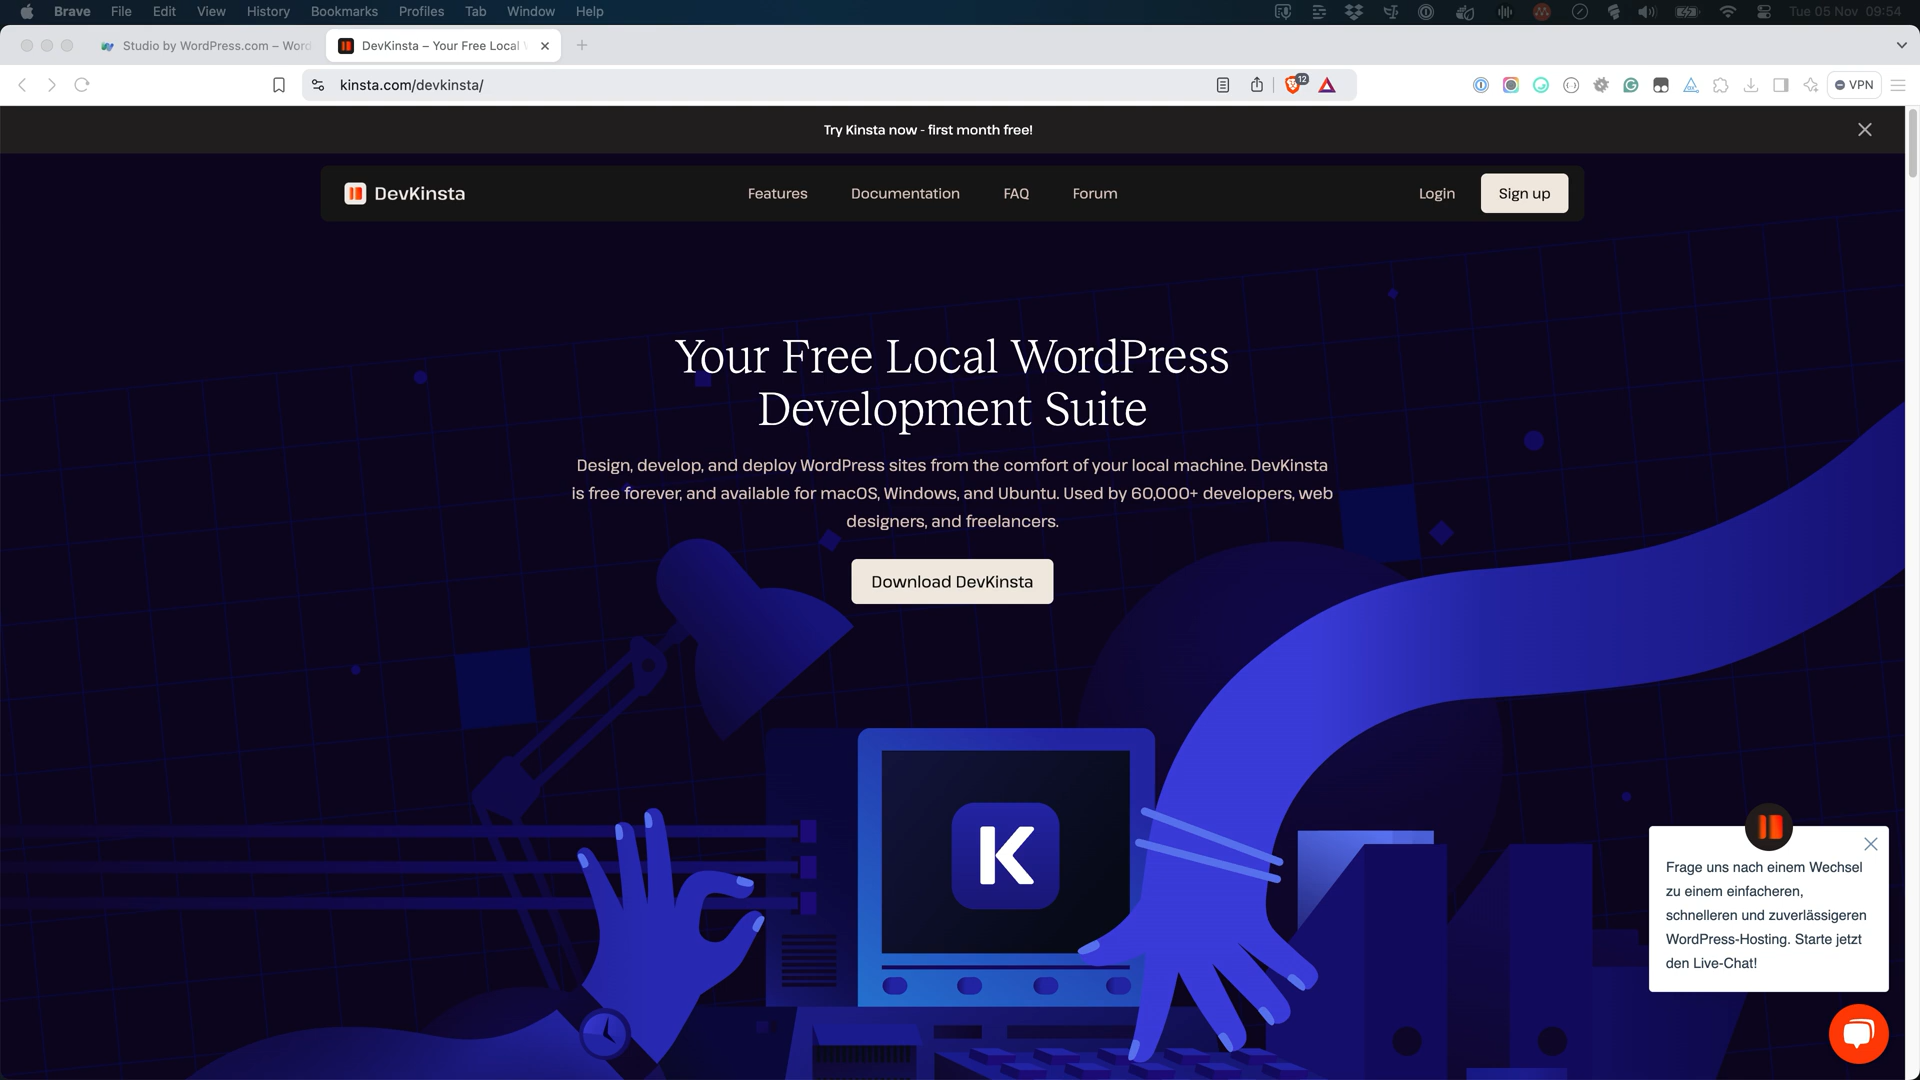 Brave File Edit View History Bookmarks Profiles Tab Window Help Tue 05 Nov 09:54
Studio by WordPress.com – Word DevKinsta – Your Free Local
kinsta.com/devkinsta/ 12 VPN
Try Kinsta now - first month free!
DevKinsta Features Documentation FAQ Forum Login Sign up
Your Free Local WordPress
Development Suite
Design, develop, and deploy WordPress sites from the comfort of your local machine. DevKinsta
is free forever, and available for macOS, Windows, and Ubuntu. Used by 60,000+ developers, web
designers, and freelancers.
Download DevKinsta
K
Frage uns nach einem Wechsel
zu einem einfacheren,
schnelleren und zuverlässigeren
WordPress-Hosting. Starte jetzt
den Live-Chat!